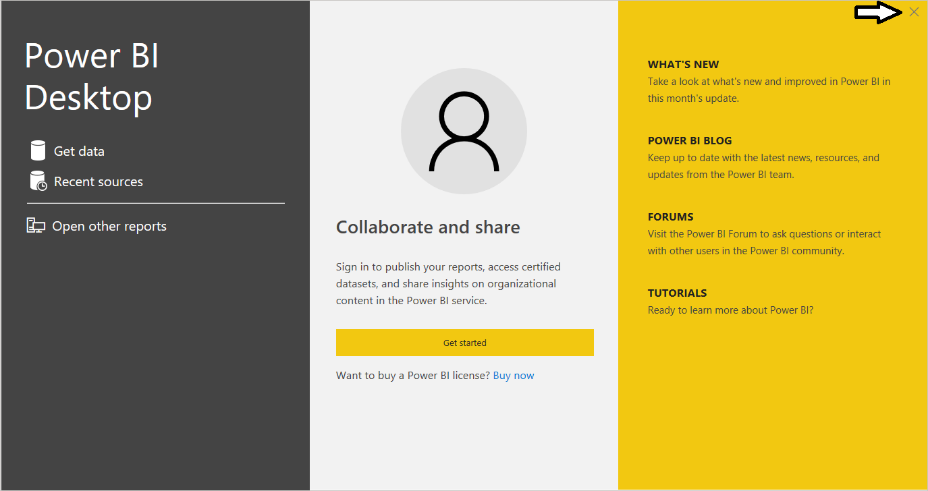 Power BI
Desktop
Get data
Recent sources
Open other reports
Collaborate and share
Sign in to publish your reports, access certified
datasets, and share insights on organizational
content in the Power BI service.
Get started
Want to buy a Power BI license? Buy now
WHAT'S NEW
Take a look at what's new and improved in Power BI in
this month's update.
POWER BI BLOG
Keep up to date with the latest news, resources, and
updates from the Power BI team.
FORUMS
Visit the Power BI Forum to ask questions or interact
with other users in the Power BI community.
TUTORIALS
Ready to learn more about Power BI?